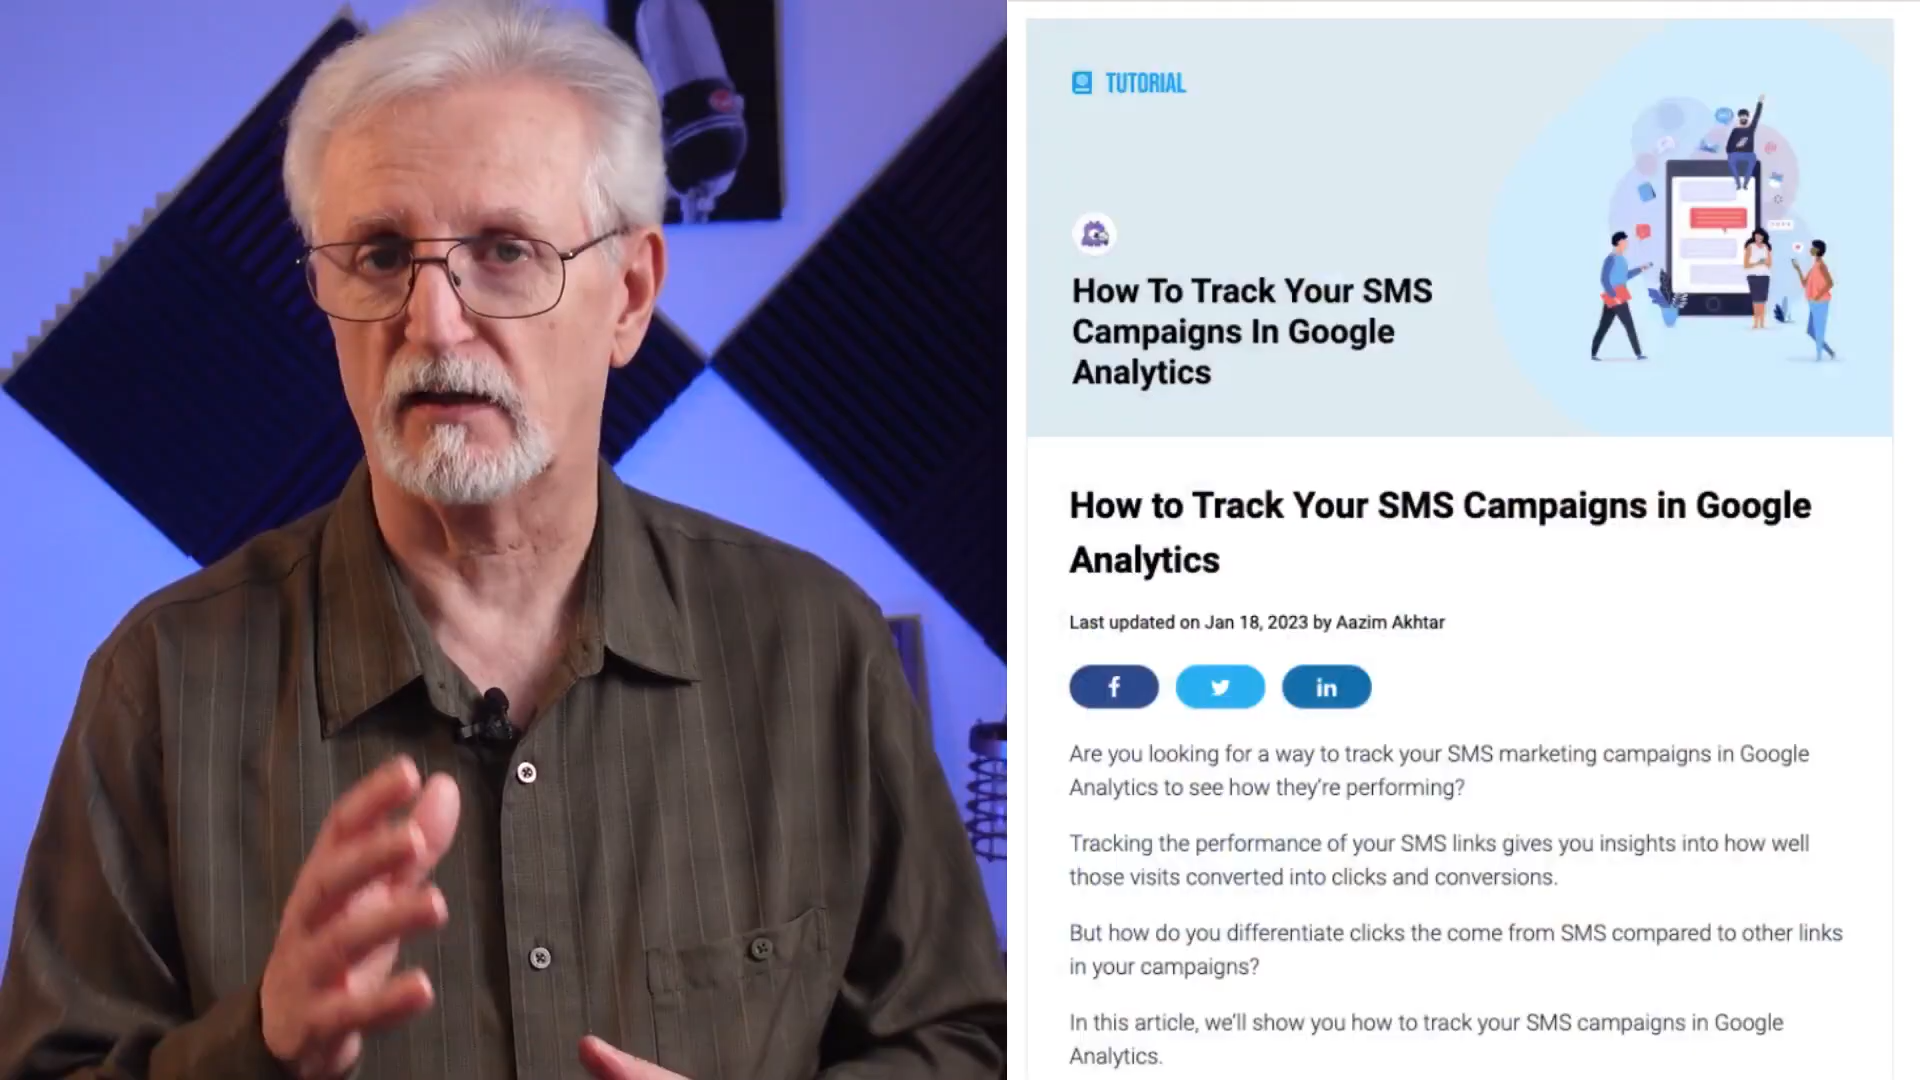 TUTORIAL
How To Track Your SMS
Campaigns In Google
Analytics
How to Track Your SMS Campaigns in Google
Analytics
Last updated on Jan 18, 2023 by Aazim Akhtar
f
in
Are you looking for a way to track your SMS marketing campaigns in Google
Analytics to see how they're performing?
Tracking the performance of your SMS links gives you insights into how well
those visits converted into clicks and conversions.
But how do you differentiate clicks the come from SMS compared to other links
in your campaigns?
In this article, we'll show you how to track your SMS campaigns in Google
Analytics.